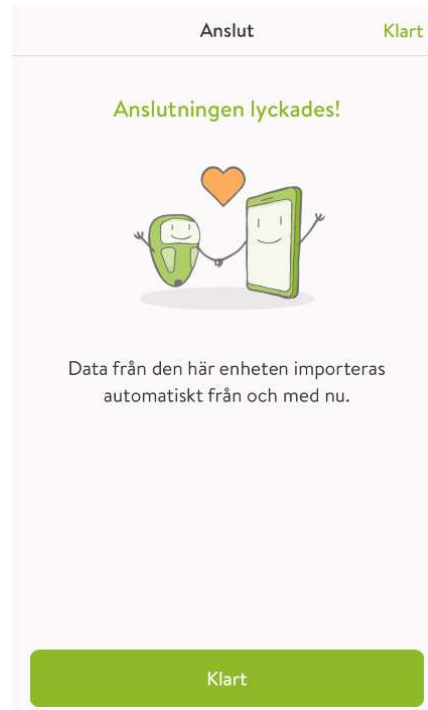 Anslut
Klart
Anslutningen lyckades!
Data från den här enheten importeras
automatiskt från och med nu.
Klart